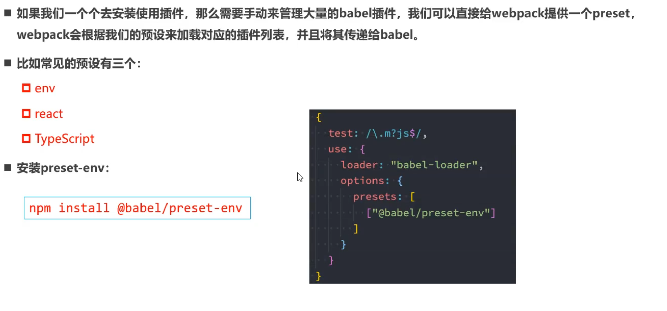 如果我们一个个去安装使用插件，那么需要手动来管理大量的babel插件，我们可以直接给webpack提供一个preset，
webpack会根据我们的预设来加载对应的插件列表，并且将其传递给babel。
比如常见的预设有三个：
env
react
TypeScript
安装preset-env：
npm install @babel/preset-env
{
  test: /\.m?js$/,
  use: {
    loader: "babel-loader",
    options: {
      presets: [
        ["@babel/preset-env"]
      ]
    }
  }
}